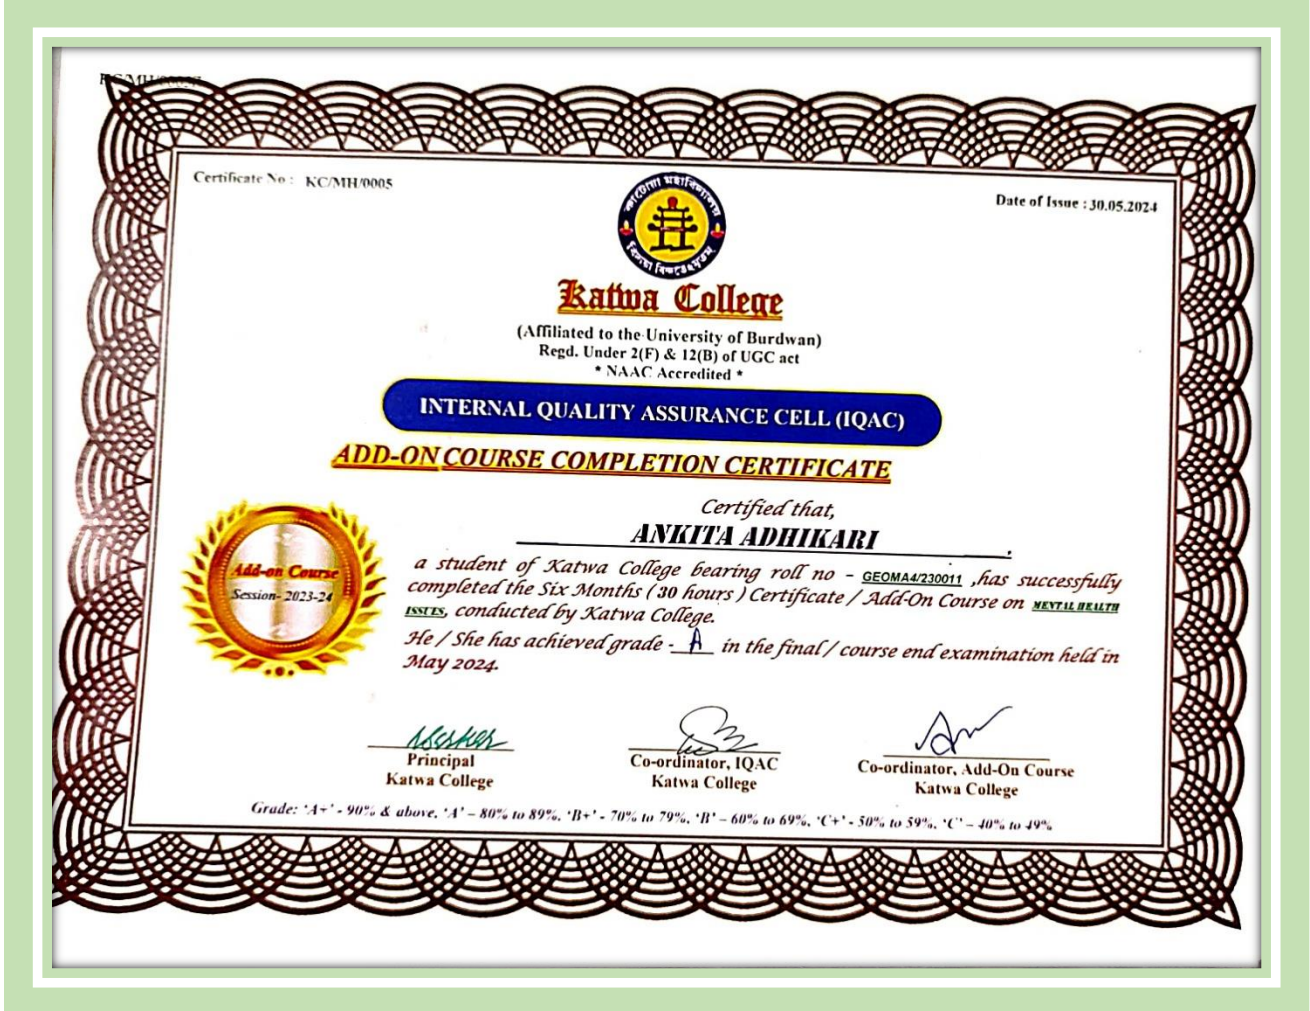 Certificate No : KC/MH/0005
Date of Issue : 30.05.2024
কাটোয়া মহাবিদ্যালয়
Katwa College
(Affiliated to the University of Burdwan)
Regd. Under 2(F) & 12(B) of UGC act
* NAAC Accredited *
INTERNAL QUALITY ASSURANCE CELL (IQAC)
ADD-ON COURSE COMPLETION CERTIFICATE
Certified that,
ANKITA ADHIKARI
Add-on Course
Session- 2023-24
a student of Katwa College bearing roll no - GEOMA4/230011 ,has successfully
completed the Six Months ( 30 hours ) Certificate / Add-On Course on MENTAL HEALTH
ISSUES, conducted by Katwa College.
He / She has achieved grade - A in the final / course end examination held in
May 2024.
Principal
Katwa College
Co-ordinator, IQAC
Katwa College
Co-ordinator, Add-On Course
Katwa College
Grade: 'A+' - 90% & above, 'A' – 80% to 89%, 'B+' - 70% to 79%, 'B' – 60% to 69%, 'C+' - 50% to 59%, 'C' – 40% to 49%